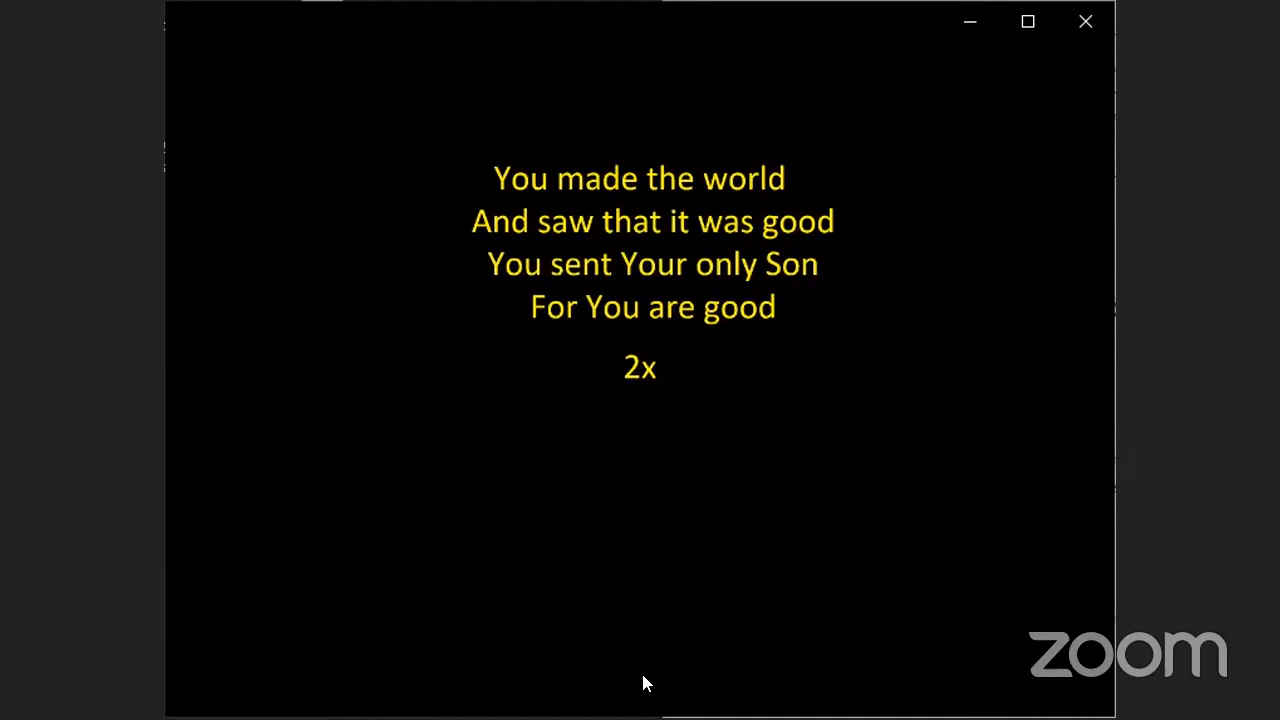 You made the world
And saw that it was good
You sent Your only Son
For You are good
2x
zoom